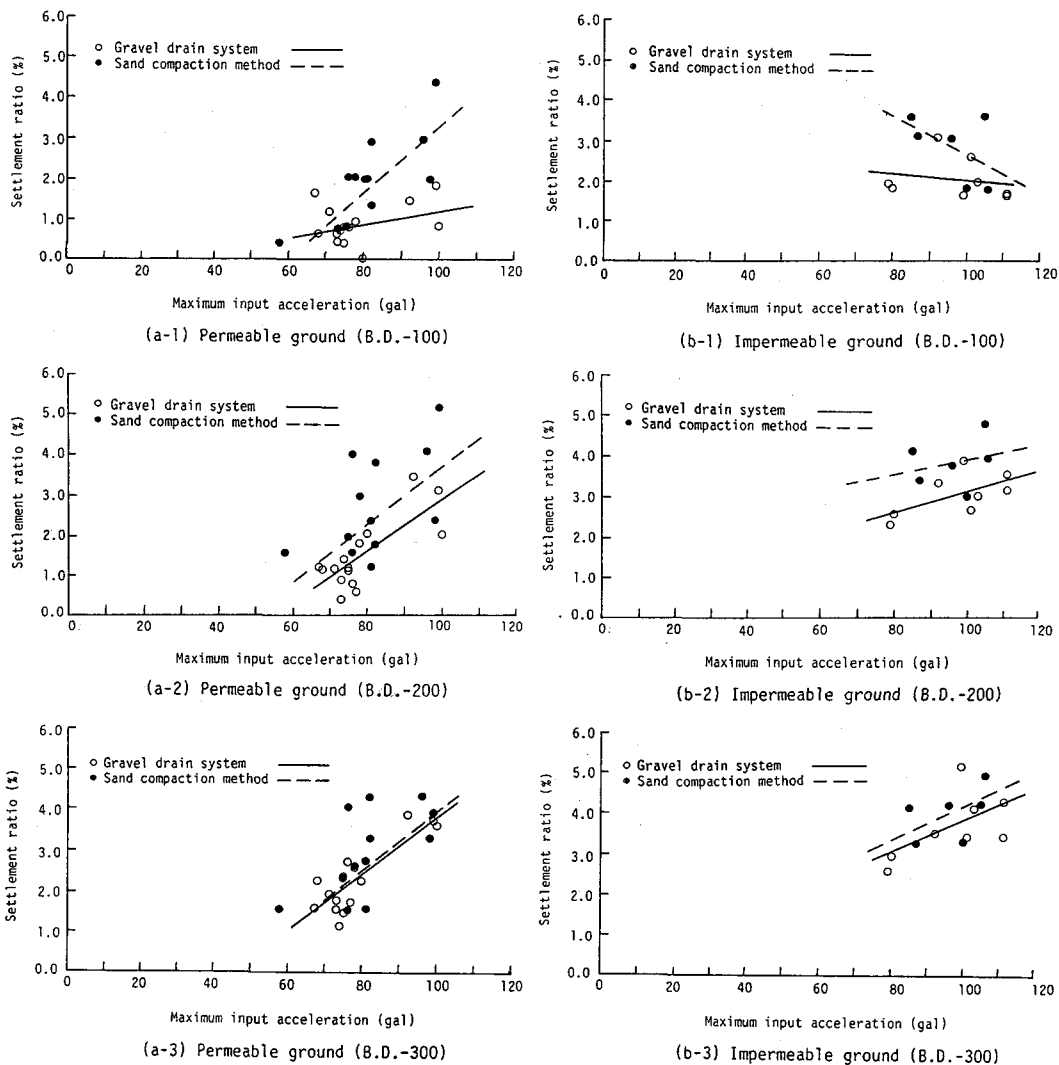 Settlement ratio (%)
6.0
5.0
4.0
3.0
2.0
1.0
0.0
Gravel drain system
Sand compaction method
0 20 40 60 80 100 120
Maximum input acceleration (gal)
(a-1) Permeable ground (B.D.-100)
Settlement ratio (%)
6.0
5.0
4.0
3.0
2.0
1.0
0.0
Gravel drain system
Sand compaction method
0 20 40 60 80 100 120
Maximum input acceleration (gal)
(b-1) Impermeable ground (B.D.-100)
Settlement ratio (%)
6.0
5.0
4.0
3.0
2.0
1.0
0.0
Gravel drain system
Sand compaction method
0 20 40 60 80 100 120
Maximum input acceleration (gal)
(a-2) Permeable ground (B.D.-200)
Settlement ratio (%)
6.0
5.0
4.0
3.0
2.0
1.0
0.0
Gravel drain system
Sand compaction method
0 20 40 60 80 100 120
Maximum input acceleration (gal)
(b-2) Impermeable ground (B.D.-200)
Settlement ratio (%)
6.0
5.0
4.0
3.0
2.0
1.0
0.0
Gravel drain system
Sand compaction method
0 20 40 60 80 100 120
Maximum input acceleration (gal)
(a-3) Permeable ground (B.D.-300)
Settlement ratio (%)
6.0
5.0
4.0
3.0
2.0
1.0
0.0
Gravel drain system
Sand compaction method
0 20 40 60 80 100 120
Maximum input acceleration (gal)
(b-3) Impermeable ground (B.D.-300)